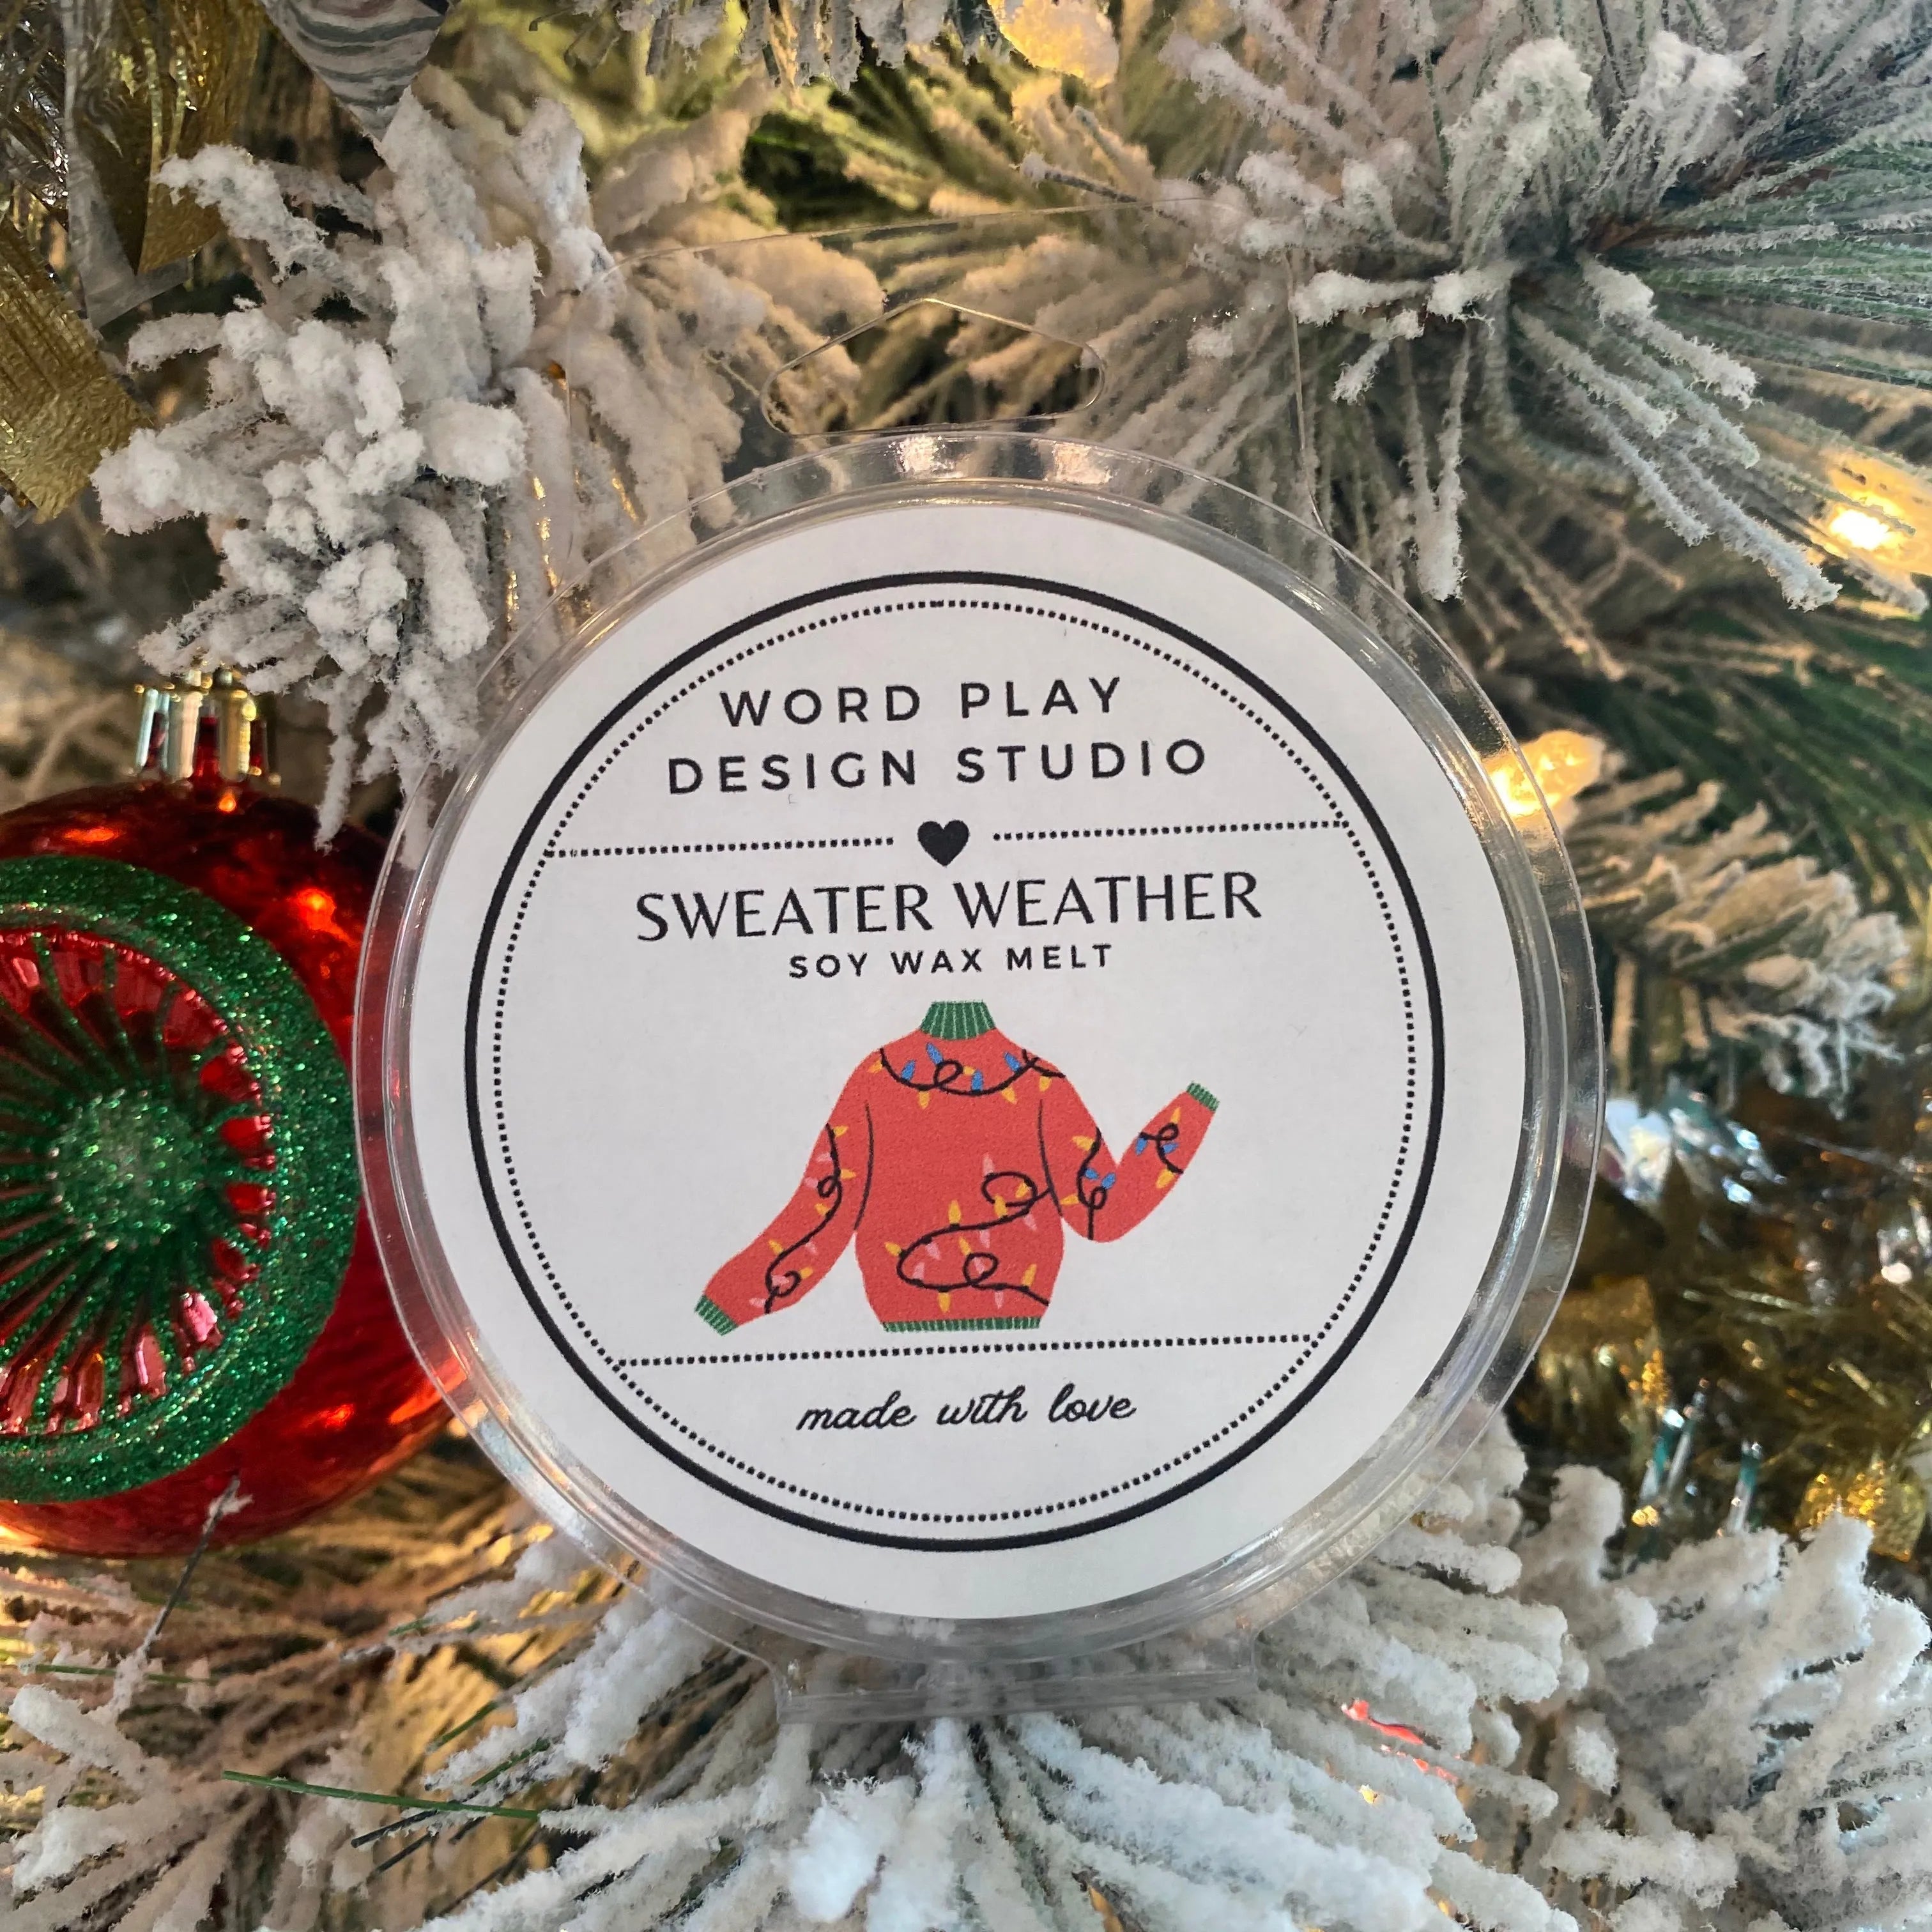 WORD PLAY
DESIGN STUDIO
SWEATER WEATHER
SOY WAX MELT
made with love